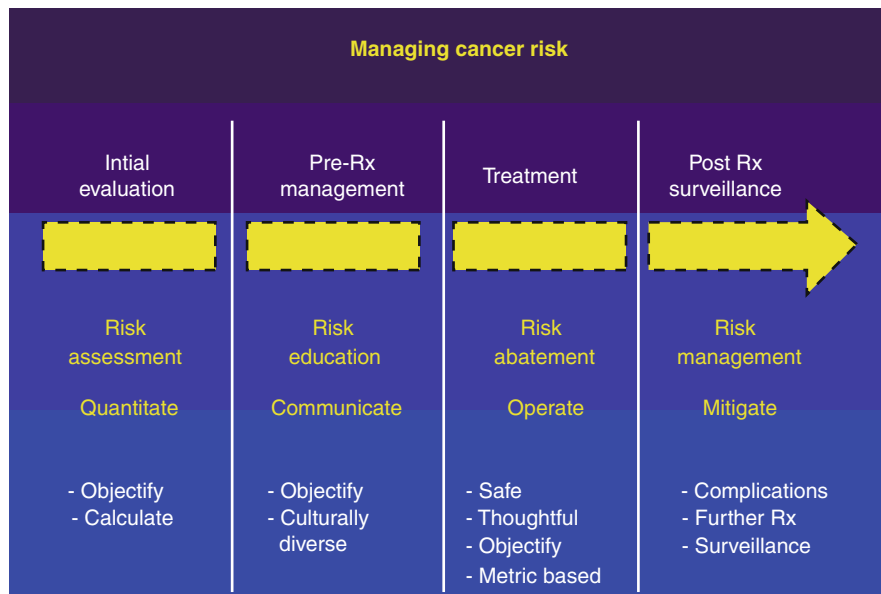 Managing cancer risk
Intial
evaluation
Pre-Rx
management
Treatment
Post Rx
surveillance
Risk
assessment
Risk
education
Risk
abatement
Risk
management
Quantitate
Communicate
Operate
Mitigate
- Objectify
- Calculate
- Objectify
- Culturally
diverse
- Safe
- Thoughtful
- Objectify
- Metric based
- Complications
- Further Rx
- Surveillance